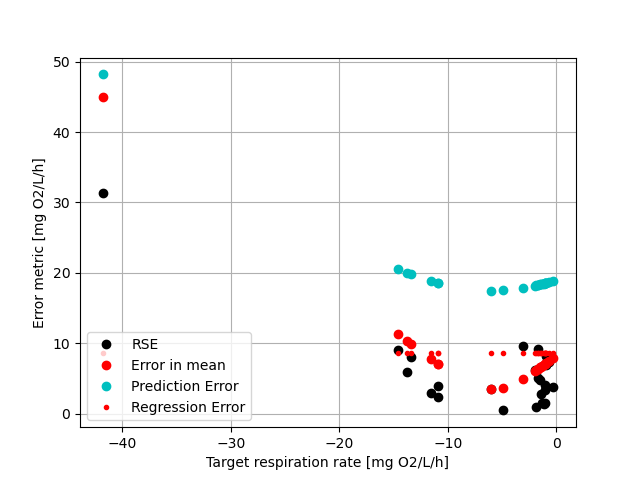 50
40
30
20
10
0
Error metric [mg O2/L/h]
RSE
Error in mean
Prediction Error
Regression Error
−40
−30
−20
−10
0
Target respiration rate [mg O2/L/h]